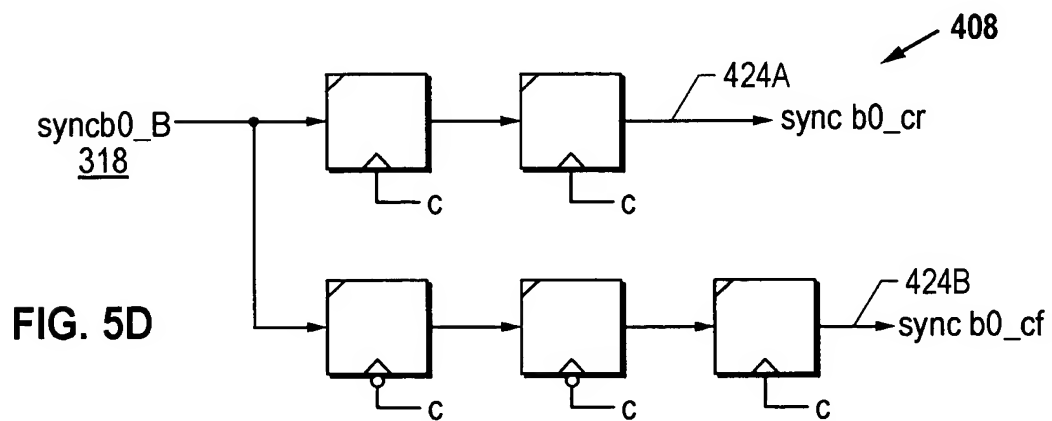 408
424A
syncb0_B
318
sync b0_cr
c
c
424B
FIG. 5D
sync b0_cf
c
c
c